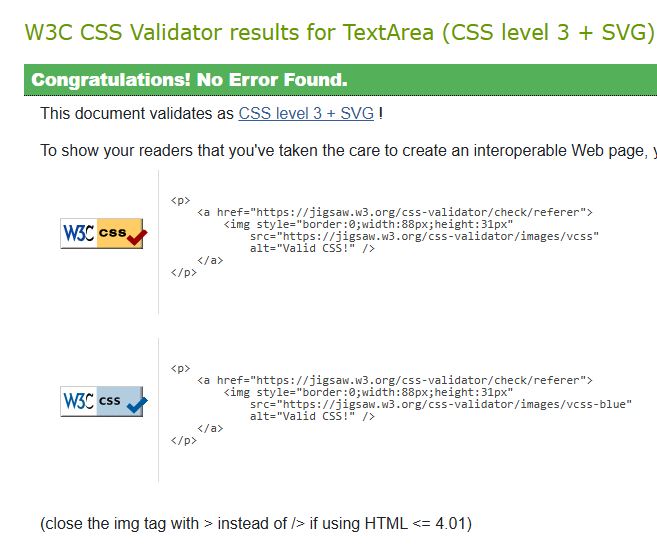 W3C CSS Validator results for TextArea (CSS level 3 + SVG)
Congratulations! No Error Found.
This document validates as CSS level 3 + SVG !
To show your readers that you've taken the care to create an interoperable Web page,
W3C css
<p>
    <a href="https://jigsaw.w3.org/css-validator/check/referer">
        <img style="border:0;width:88px;height:31px"
            src="https://jigsaw.w3.org/css-validator/images/vcss"
            alt="Valid CSS!" />
    </a>
</p>
W3C css
<p>
    <a href="https://jigsaw.w3.org/css-validator/check/referer">
        <img style="border:0;width:88px;height:31px"
            src="https://jigsaw.w3.org/css-validator/images/vcss-blue"
            alt="Valid CSS!" />
    </a>
</p>
(close the img tag with > instead of /> if using HTML <= 4.01)